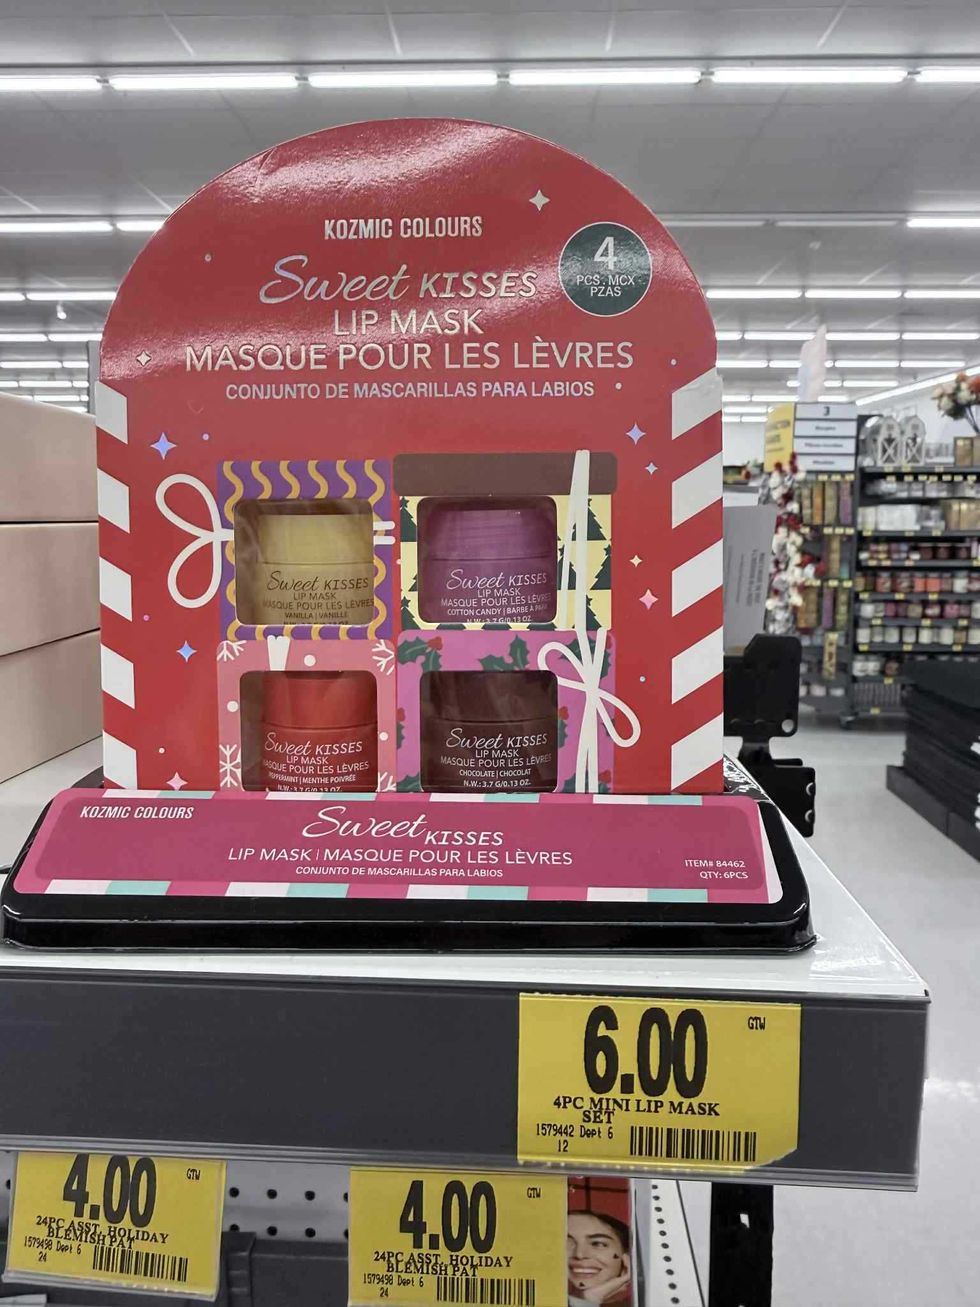 KOZMIC COLOURS
Sweet KISSES
LIP MASK
MASQUE POUR LES LÈVRES
CONJUNTO DE MASCARILLAS PARA LABIOS
4
PCS . MCX
PZAS
Sweet KISSES
LIP MASK
MASQUE POUR LES LÈVRES
VANILLA | VANILLE
N.W.: 3.7 G/0.13 OZ.
Sweet KISSES
LIP MASK
MASQUE POUR LES LÈVRES
COTTON CANDY | BARBE À PAPA
N.W.: 3.7 G/0.13 OZ.
Sweet KISSES
LIP MASK
MASQUE POUR LES LÈVRES
PEPPERMINT | MENTHE POIVRÉE
N.W.: 3.7 G/0.13 OZ.
Sweet KISSES
LIP MASK
MASQUE POUR LES LÈVRES
CHOCOLATE | CHOCOLAT
N.W.: 3.7 G/0.13 OZ.
KOZMIC COLOURS
Sweet KISSES
LIP MASK | MASQUE POUR LES LÈVRES
CONJUNTO DE MASCARILLAS PARA LABIOS
ITEM# 84462
QTY: 6PCS
3
6.00
GTW
4PC MINI LIP MASK
SET
1579442 Dept 6
12
4.00
GTW
24PC ASST. HOLIDAY
BLEMISH PAT
1579498 Dept 6
24
4.00
GTW
24PC ASST. HOLIDAY
BLEMISH PAT
1579498 Dept 6
24